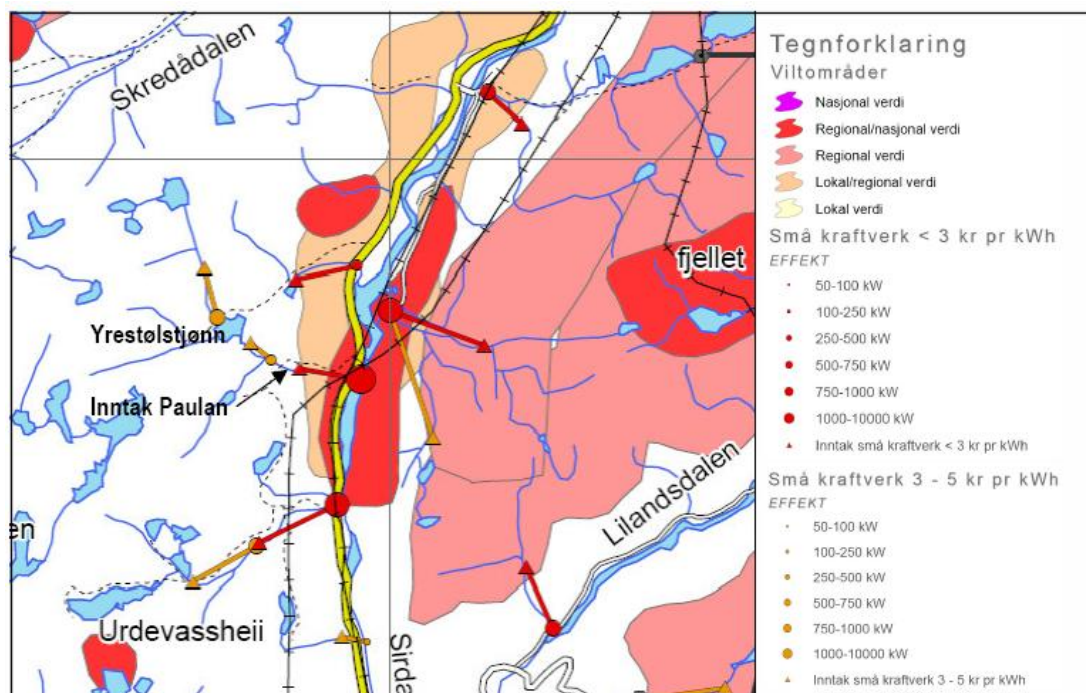 Skredådalen
fjellet
Yrestølstjønn
Inntak Paulan
en
Lilandsdalen
Urdevassheii
Sirda
Tegnforklaring
Viltområder
Nasjonal verdi
Regional/nasjonal verdi
Regional verdi
Lokal/regional verdi
Lokal verdi
Små kraftverk < 3 kr pr kWh
EFFEKT
50-100 kW
100-250 kW
250-500 kW
500-750 kW
750-1000 kW
1000-10000 kW
Inntak små kraftverk < 3 kr pr kWh
Små kraftverk 3 - 5 kr pr kWh
EFFEKT
50-100 kW
100-250 kW
250-500 kW
500-750 kW
750-1000 kW
1000-10000 kW
Inntak små kraftverk 3 - 5 kr pr kWh